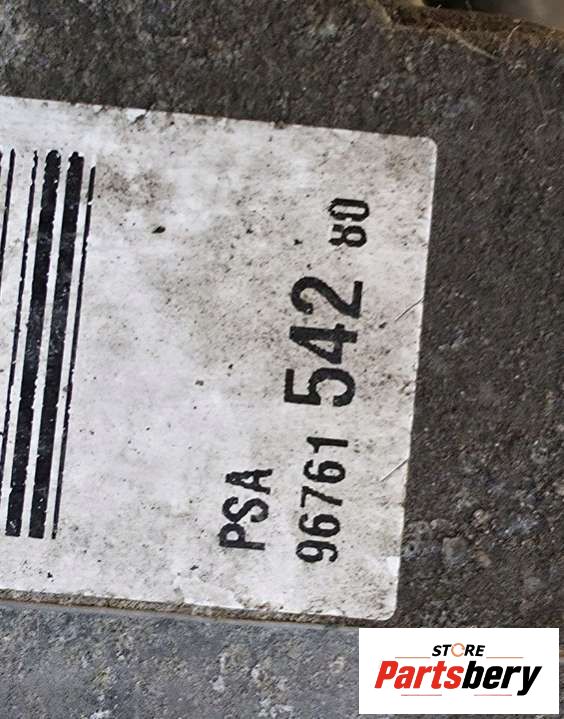 PSA
96761 542 80
STORE
Partsbery